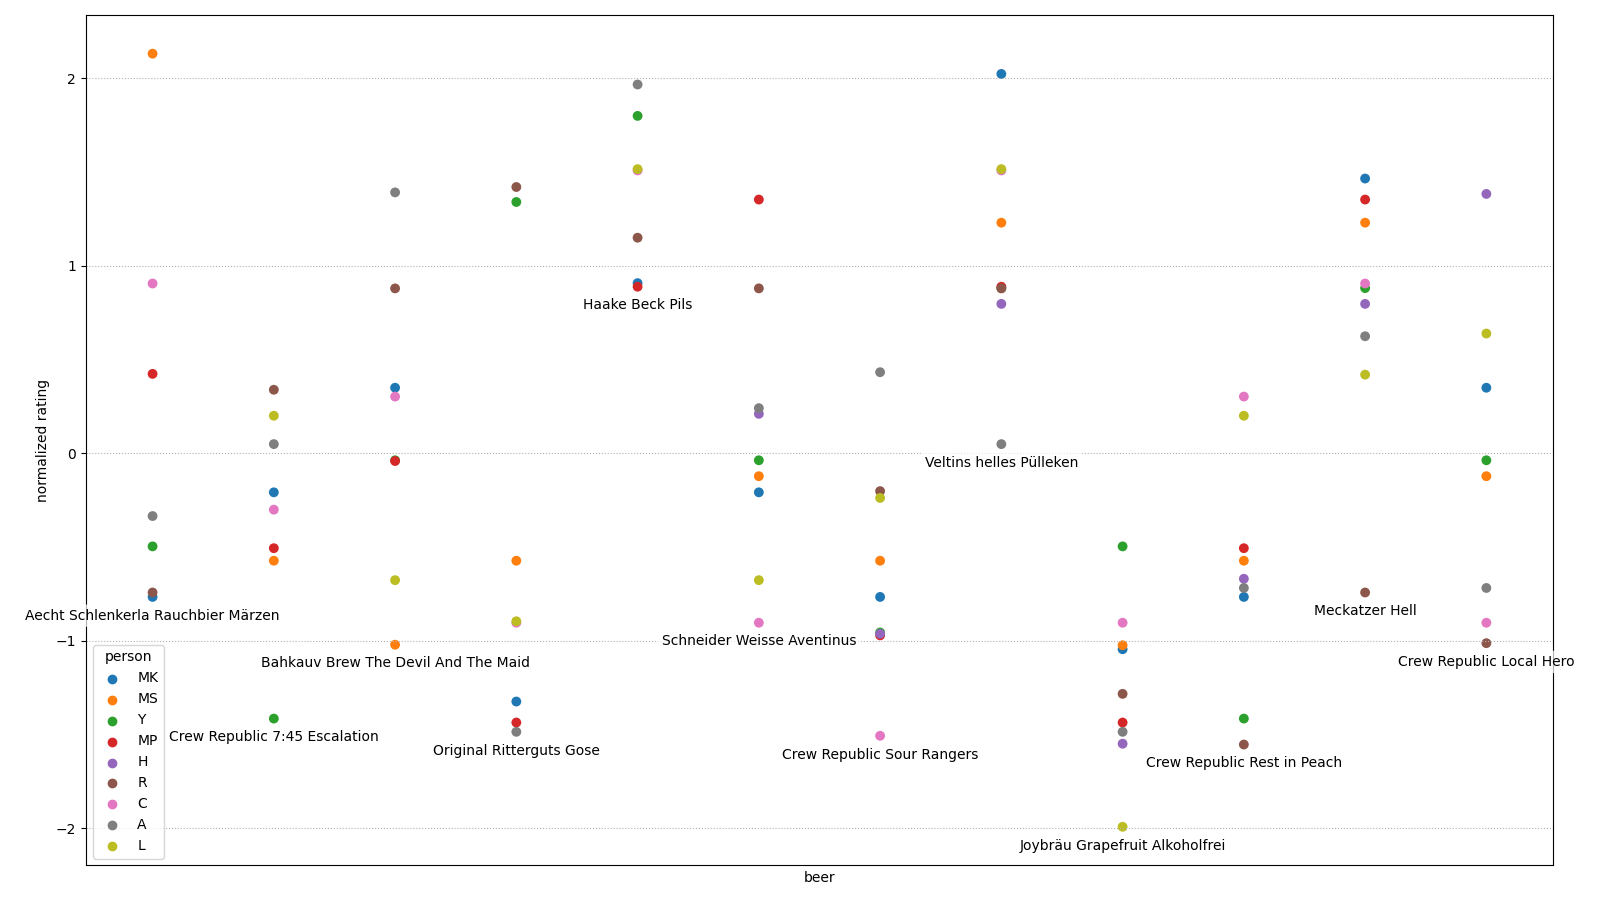 2
1
0
−1
−2
normalized rating
Haake Beck Pils
Veltins helles Pülleken
Aecht Schlenkerla Rauchbier Märzen
Meckatzer Hell
Schneider Weisse Aventinus
Bahkauv Brew The Devil And The Maid
Crew Republic Local Hero
Crew Republic 7:45 Escalation
Original Ritterguts Gose
Crew Republic Sour Rangers
Crew Republic Rest in Peach
Joybräu Grapefruit Alkoholfrei
person
MK
MS
Y
MP
H
R
C
A
L
beer